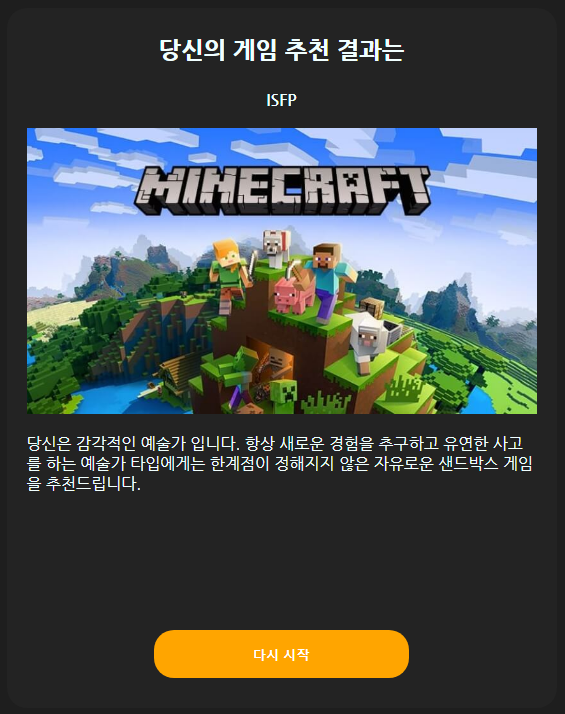 당신의 게임 추천 결과는
ISFP
MINECRAFT
당신은 감각적인 예술가 입니다. 항상 새로운 경험을 추구하고 유연한 사고
를 하는 예술가 타입에게는 한계점이 정해지지 않은 자유로운 샌드박스 게임
을 추천드립니다.
다시 시작